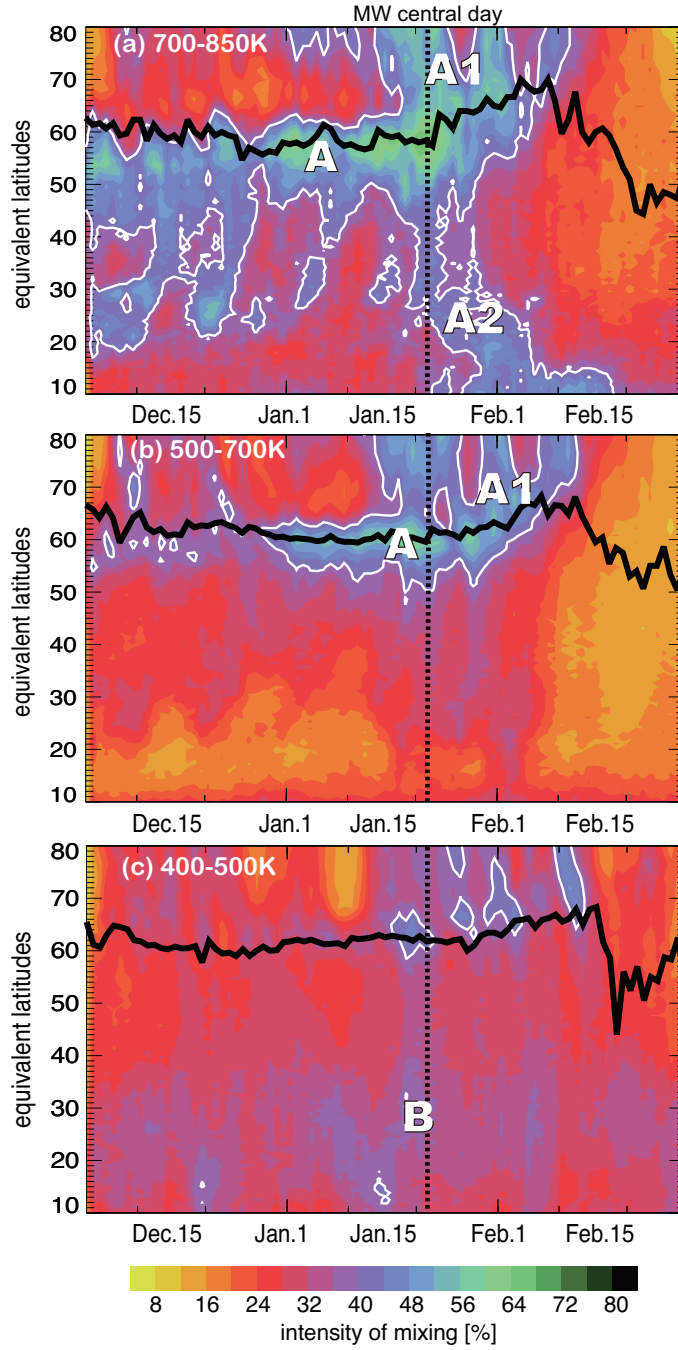 MW central day
(a) 700-850K
A1
A
A2
equivalent latitudes
80
70
60
50
40
30
20
10
Dec.15 Jan.1 Jan.15 Feb.1 Feb.15
(b) 500-700K
A1
A
equivalent latitudes
80
70
60
50
40
30
20
10
Dec.15 Jan.1 Jan.15 Feb.1 Feb.15
(c) 400-500K
B
equivalent latitudes
80
70
60
50
40
30
20
10
Dec.15 Jan.1 Jan.15 Feb.1 Feb.15
8 16 24 32 40 48 56 64 72 80
intensity of mixing [%]